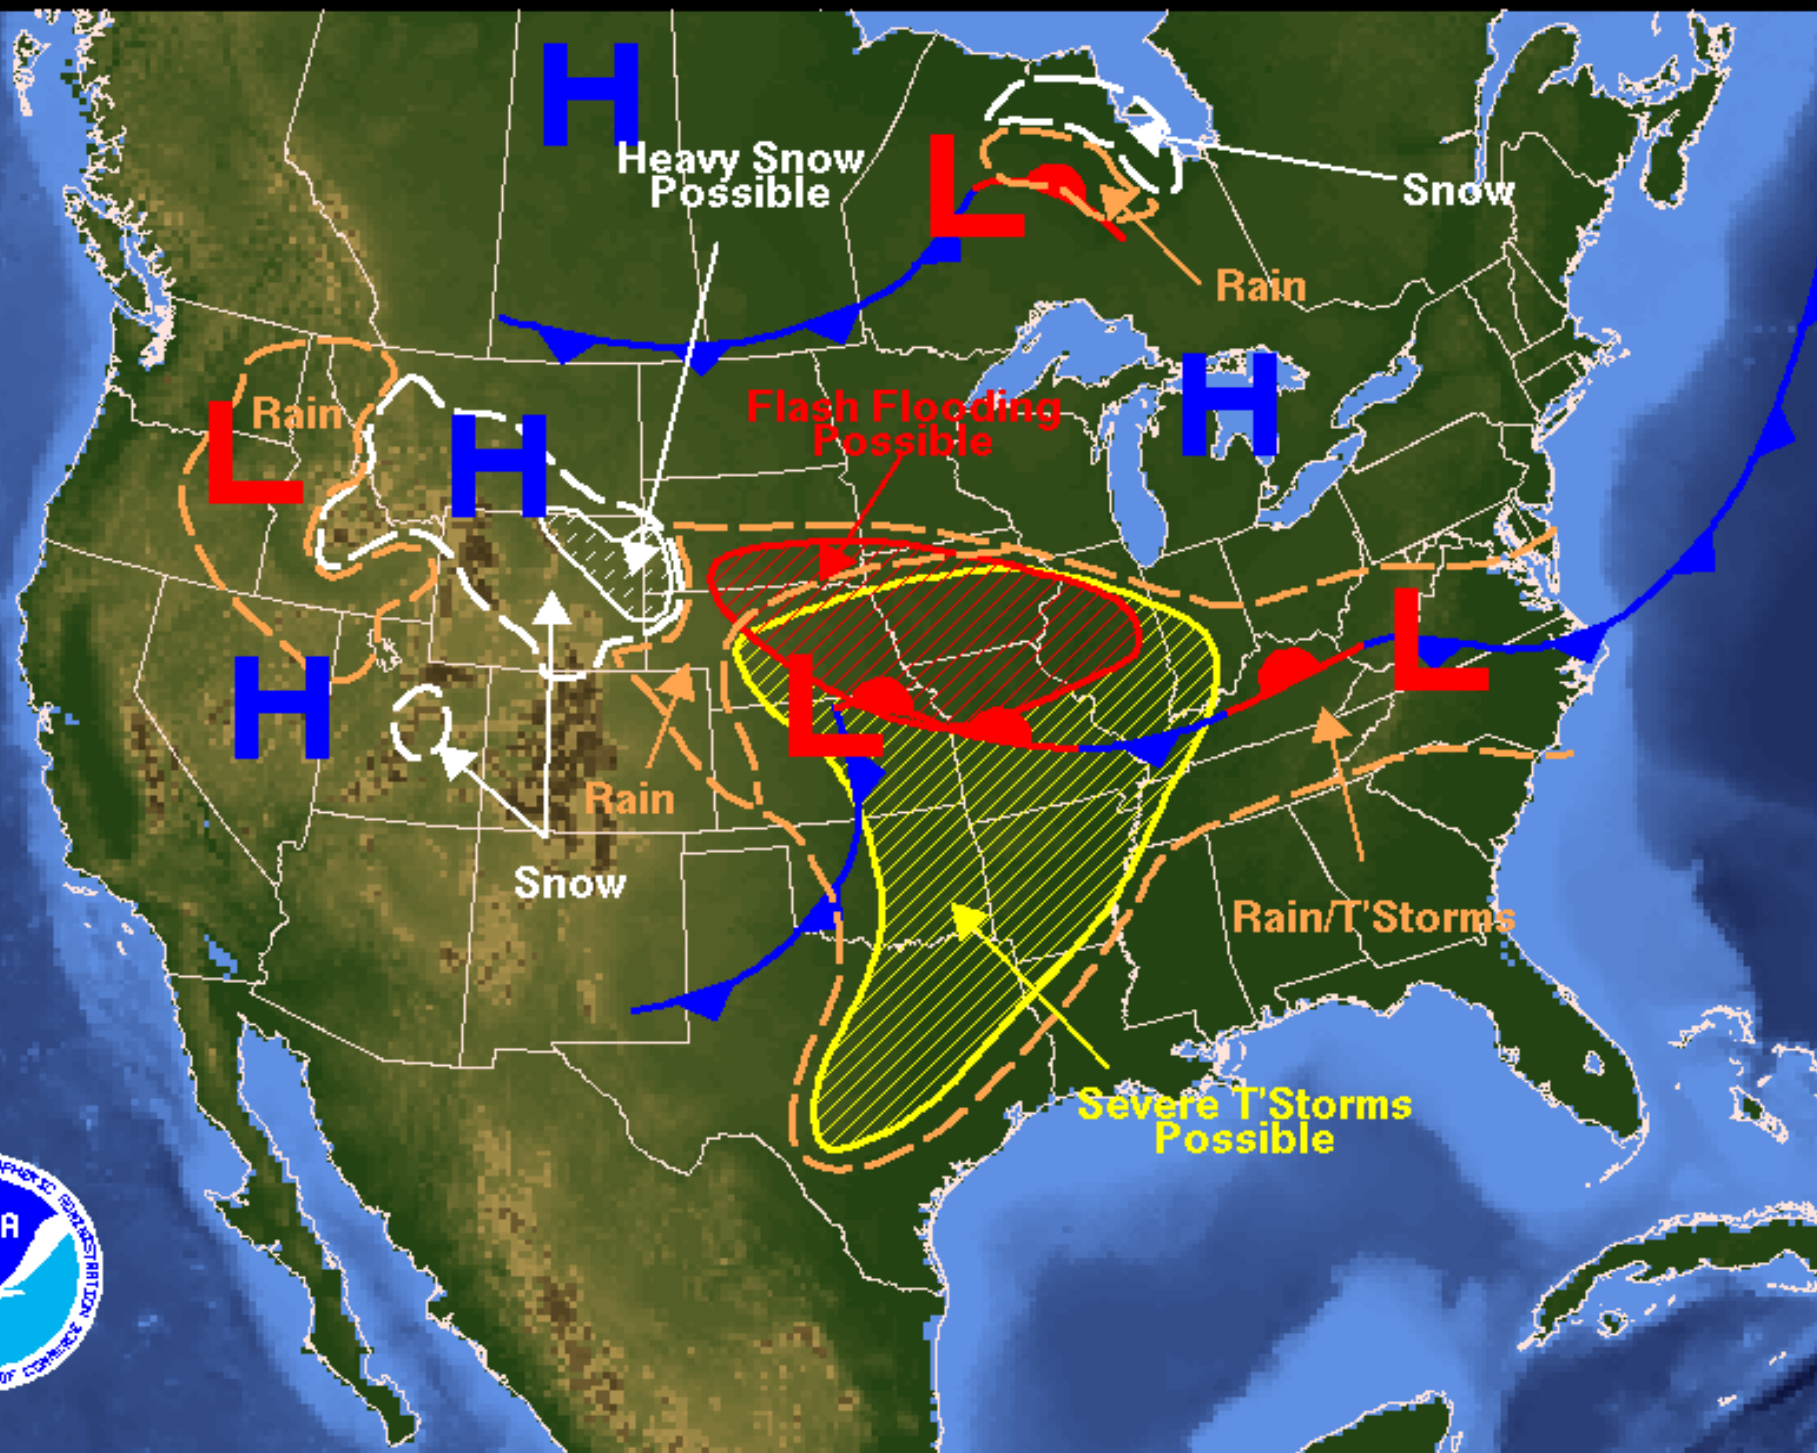 H
Heavy Snow
Possible
L
Snow
Rain
H
Flash Flooding
Possible
L
Rain
H
L
H
L
Rain
Snow
Rain/T'Storms
Severe T'Storms
Possible
A